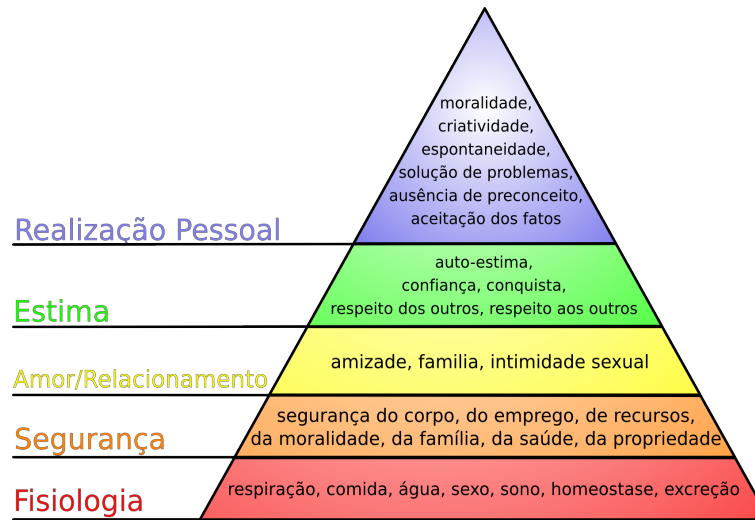 moralidade,
criatividade,
espontaneidade,
solução de problemas,
ausência de preconceito,
aceitação dos fatos
Realização Pessoal
auto-estima,
confiança, conquista,
respeito dos outros, respeito aos outros
Estima
amizade, familia, intimidade sexual
Amor/Relacionamento
segurança do corpo, do emprego, de recursos,
da moralidade, da família, da saúde, da propriedade
Segurança
respiração, comida, água, sexo, sono, homeostase, excreção
Fisiologia